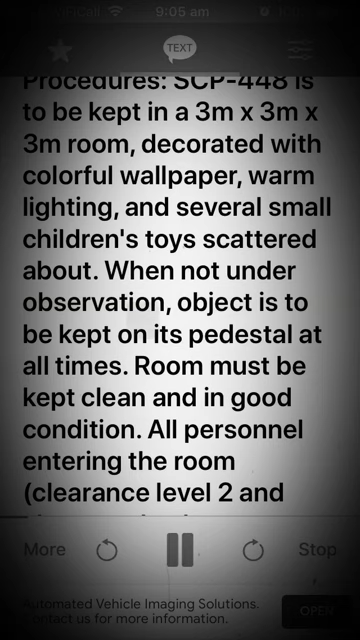 WiFiCall 9:05 am
TEXT
Procedures: SCP-448 is
to be kept in a 3m x 3m x
3m room, decorated with
colorful wallpaper, warm
lighting, and several small
children's toys scattered
about. When not under
observation, object is to
be kept on its pedestal at
all times. Room must be
kept clean and in good
condition. All personnel
entering the room
(clearance level 2 and
More Stop
Automated Vehicle Imaging Solutions.
Contact us for more information.
OPEN